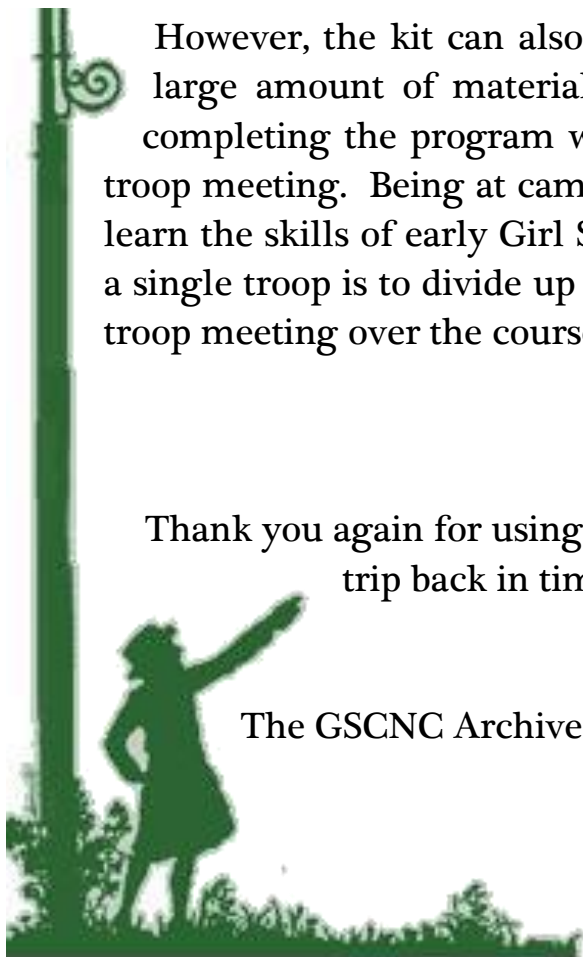 However, the kit can also
large amount of material
completing the program w
troop meeting.  Being at cam
learn the skills of early Girl S
a single troop is to divide up
troop meeting over the cours
Thank you again for using
trip back in tim
The GSCNC Archive